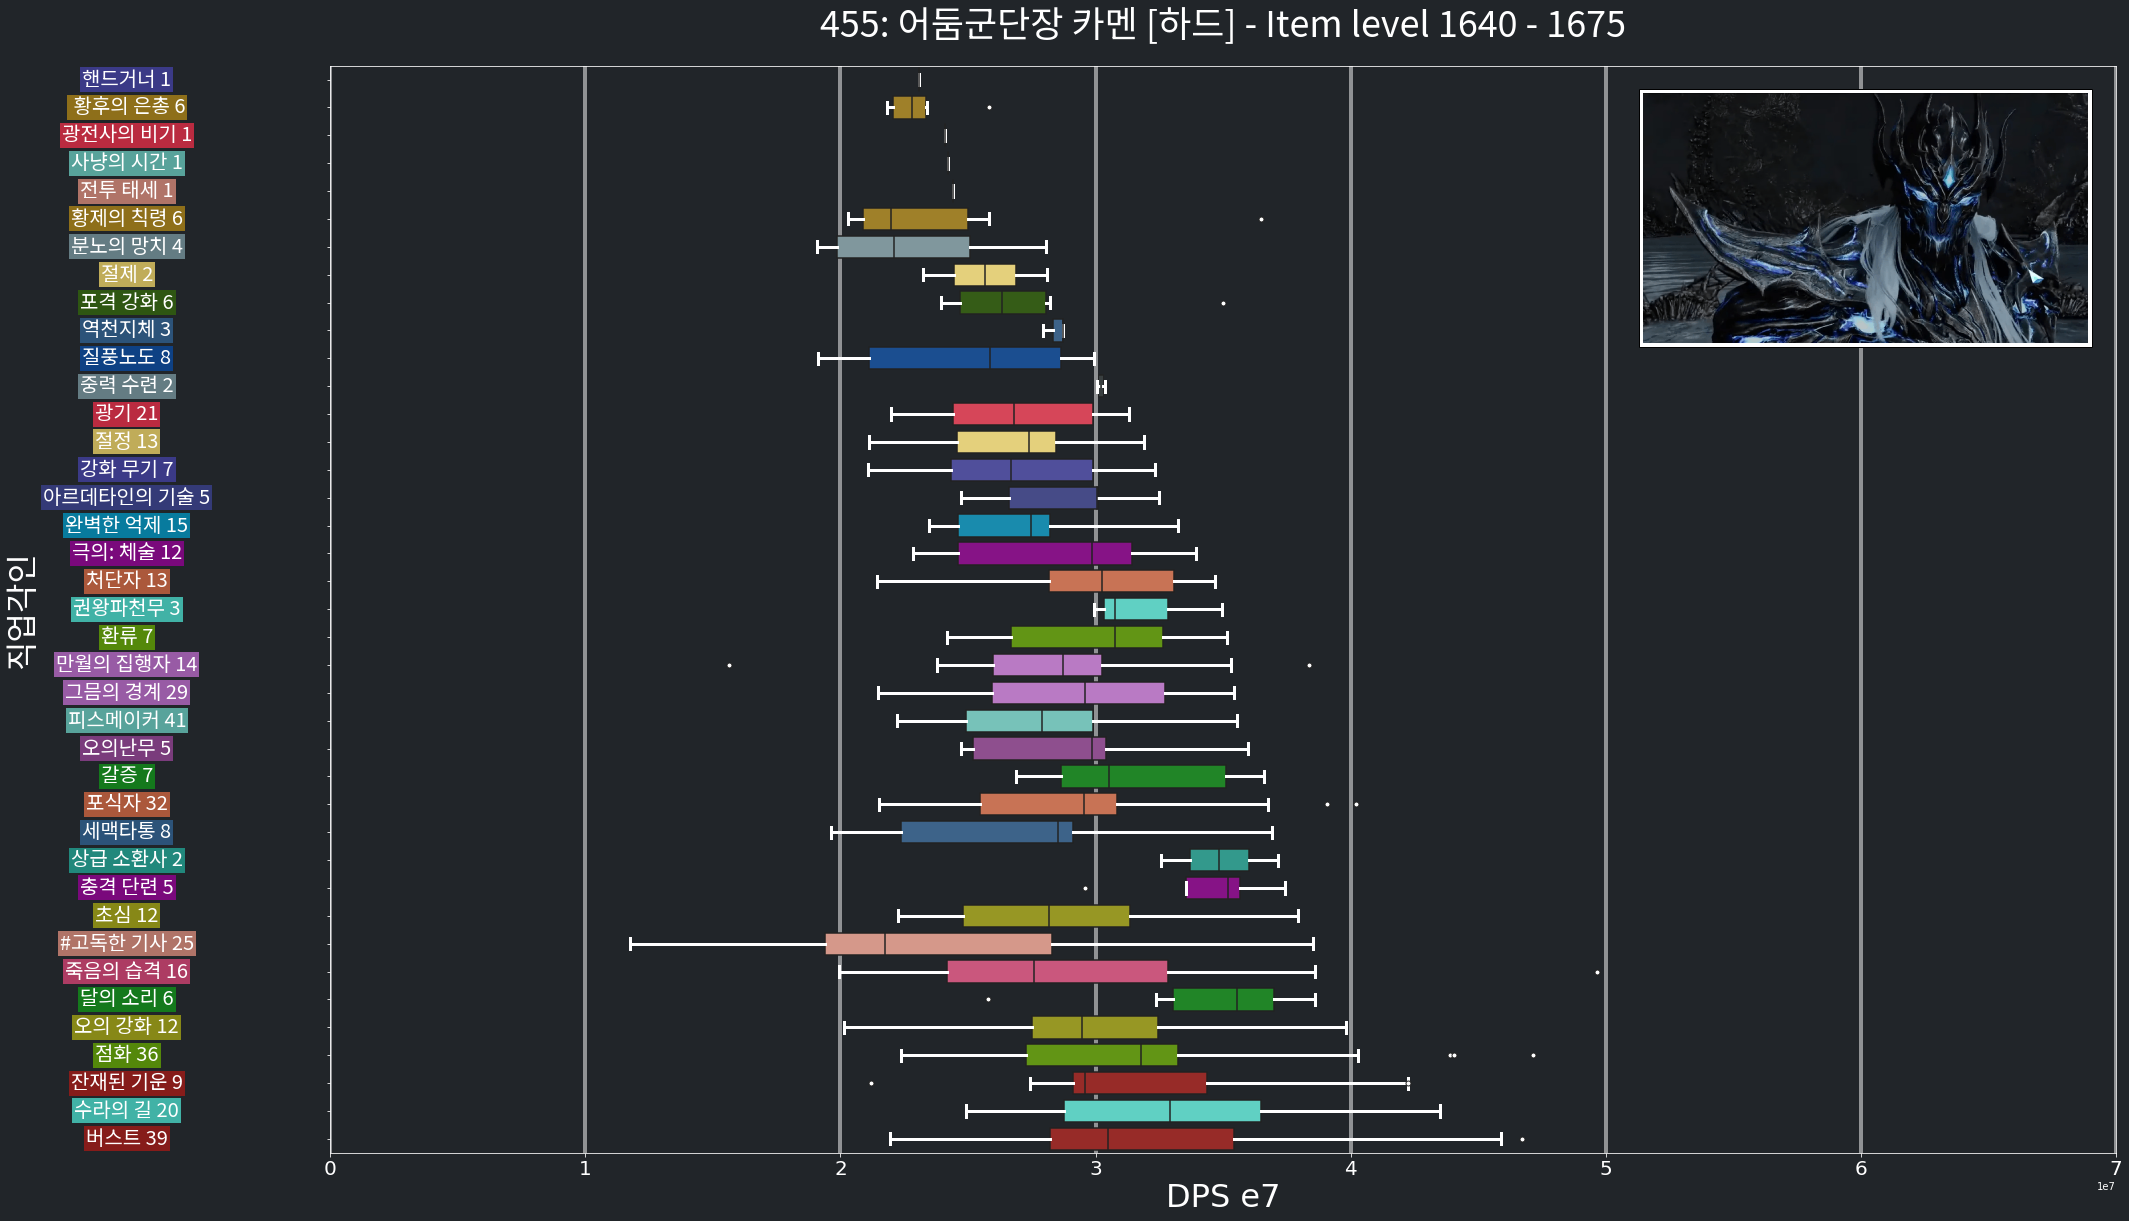 455: 어둠군단장 카멘 [하드] - Item level 1640 - 1675
핸드거너 1
황후의 은총 6
광전사의 비기 1
사냥의 시간 1
전투 태세 1
황제의 칙령 6
분노의 망치 4
절제 2
포격 강화 6
역천지체 3
질풍노도 8
중력 수련 2
광기 21
절정 13
강화 무기 7
아르데타인의 기술 5
완벽한 억제 15
극의: 체술 12
처단자 13
권왕파천무 3
환류 7
만월의 집행자 14
그믐의 경계 29
피스메이커 41
오의난무 5
갈증 7
포식자 32
세맥타통 8
상급 소환사 2
충격 단련 5
초심 12
#고독한 기사 25
죽음의 습격 16
달의 소리 6
오의 강화 12
점화 36
잔재된 기운 9
수라의 길 20
버스트 39
직업각인
0 1 2 3 4 5 6 7
1e7
DPS e7